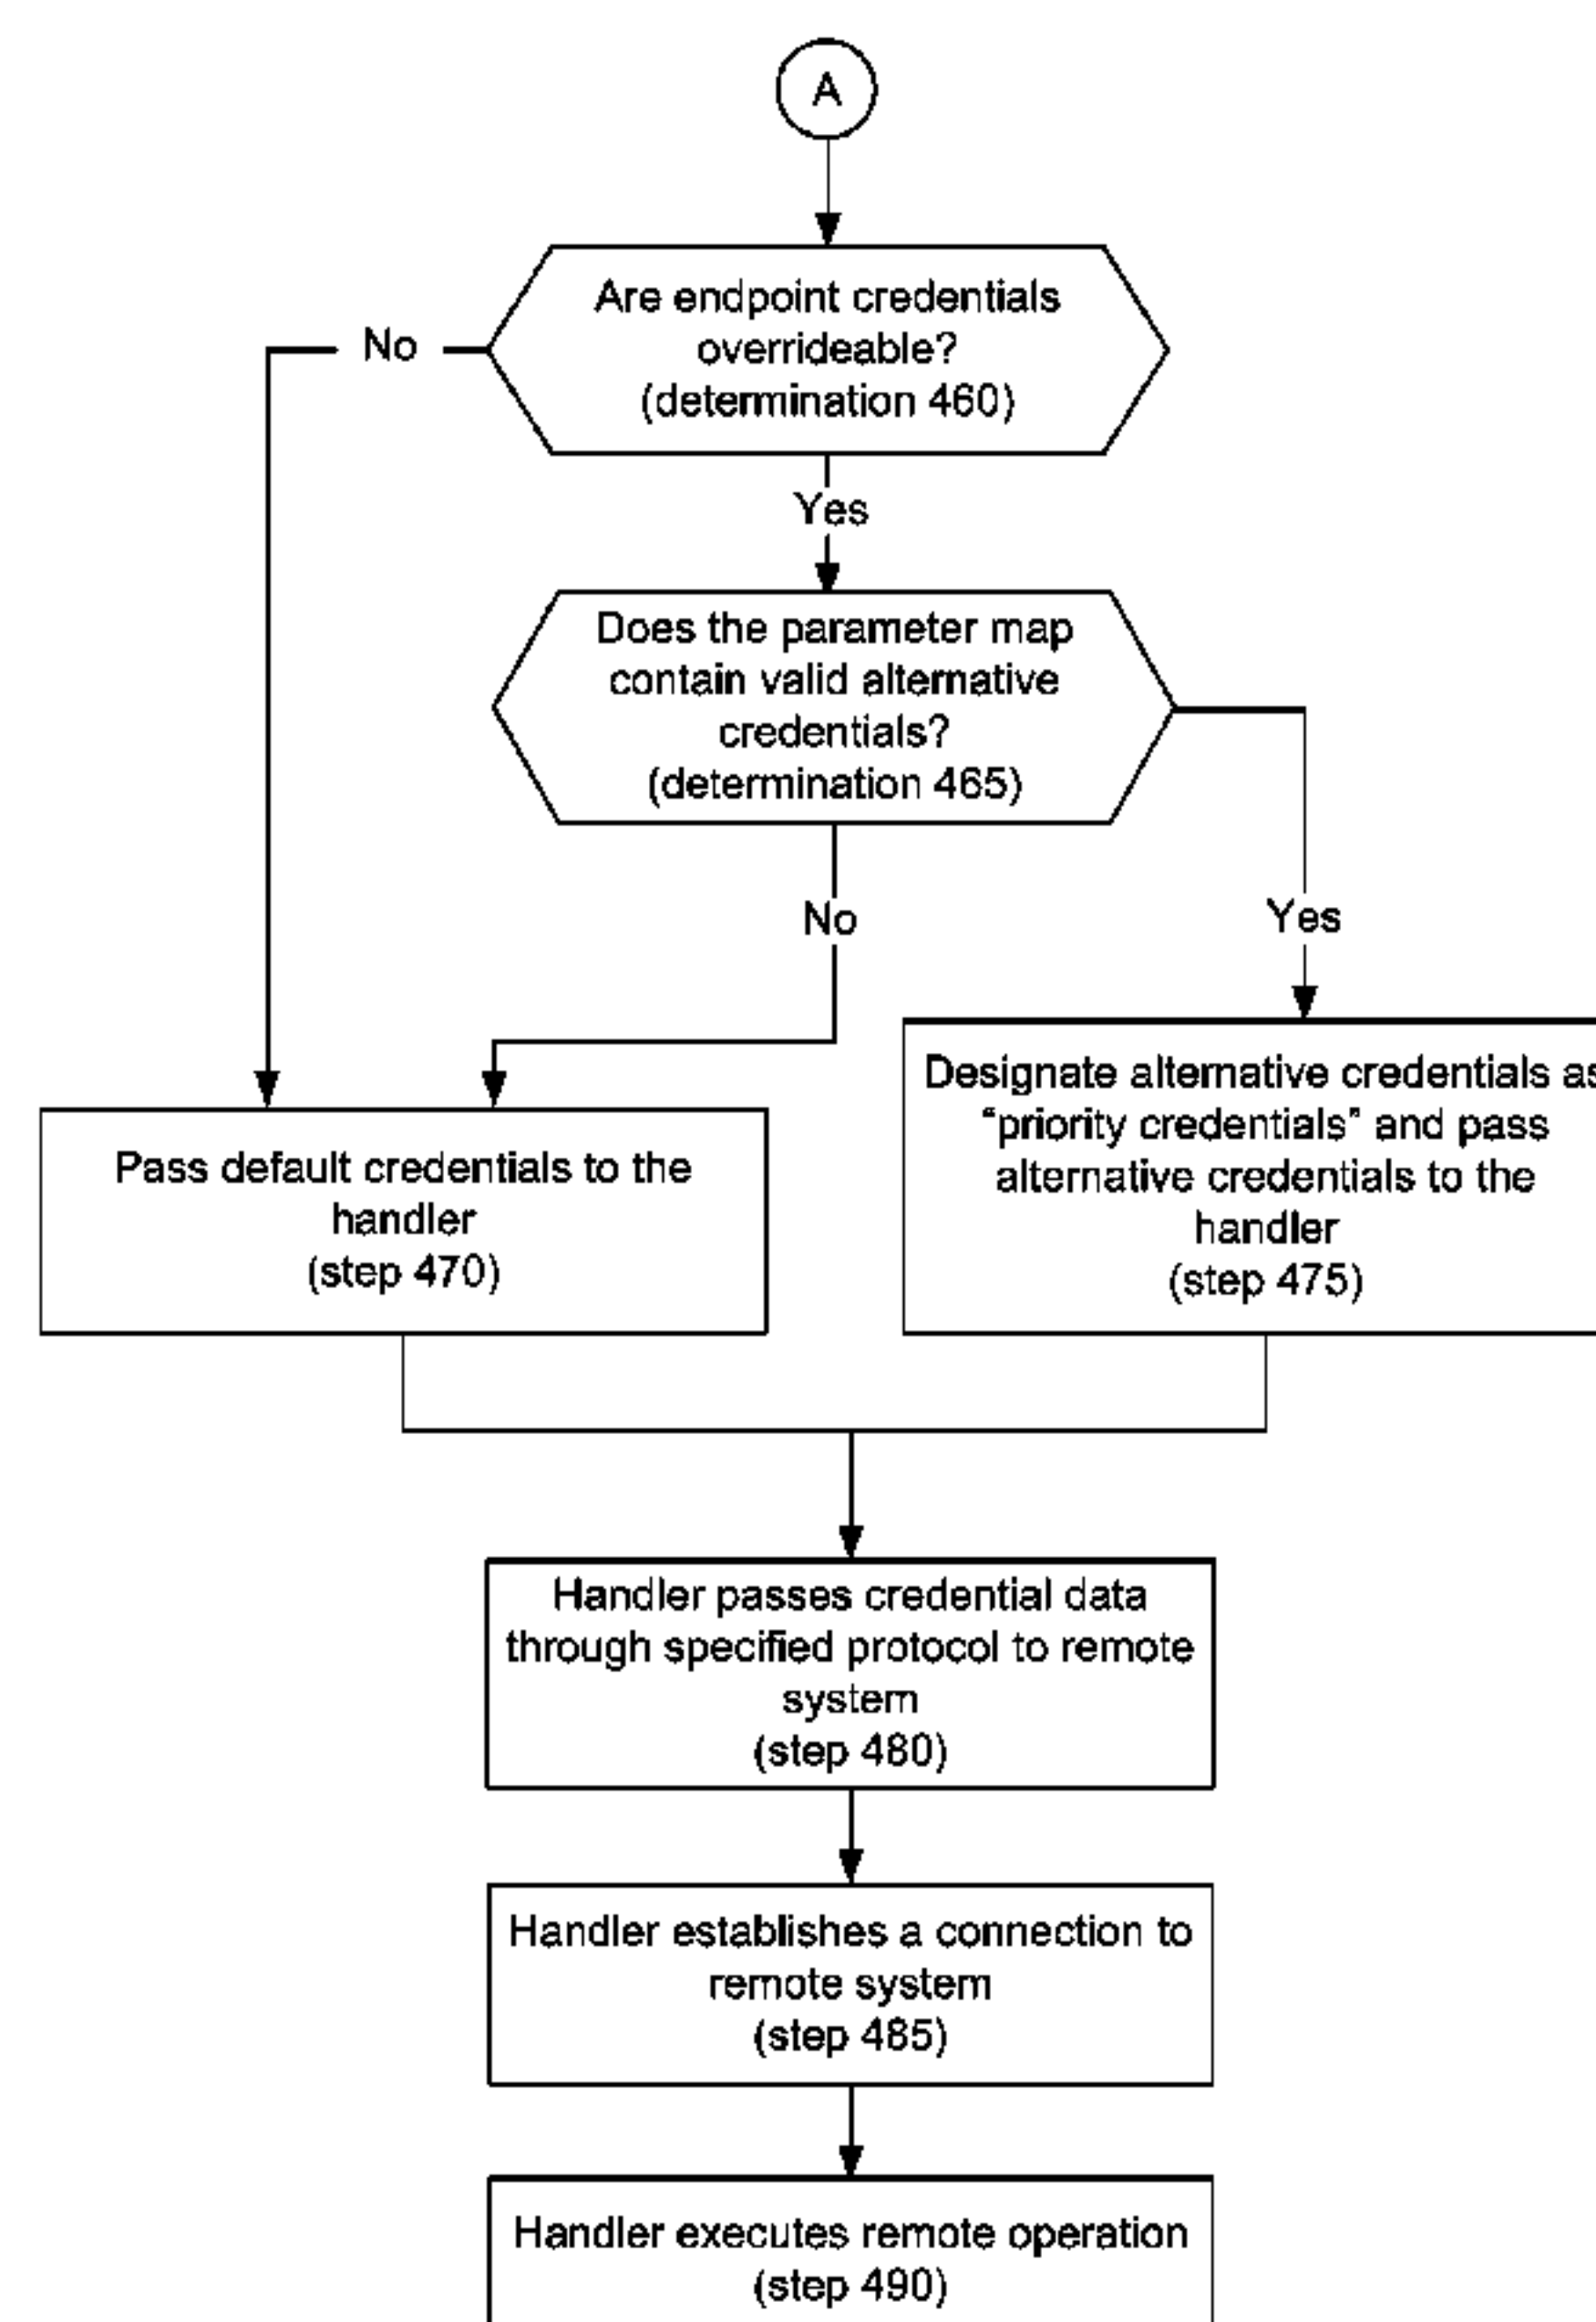 A
Are endpoint credentials
overrideable?
(determination 460)
No
Yes
Does the parameter map
contain valid alternative
credentials?
(determination 465)
No
Yes
Pass default credentials to the
handler
(step 470)
Designate alternative credentials as
“priority credentials” and pass
alternative credentials to the
handler
(step 475)
Handler passes credential data
through specified protocol to remote
system
(step 480)
Handler establishes a connection to
remote system
(step 485)
Handler executes remote operation
(step 490)